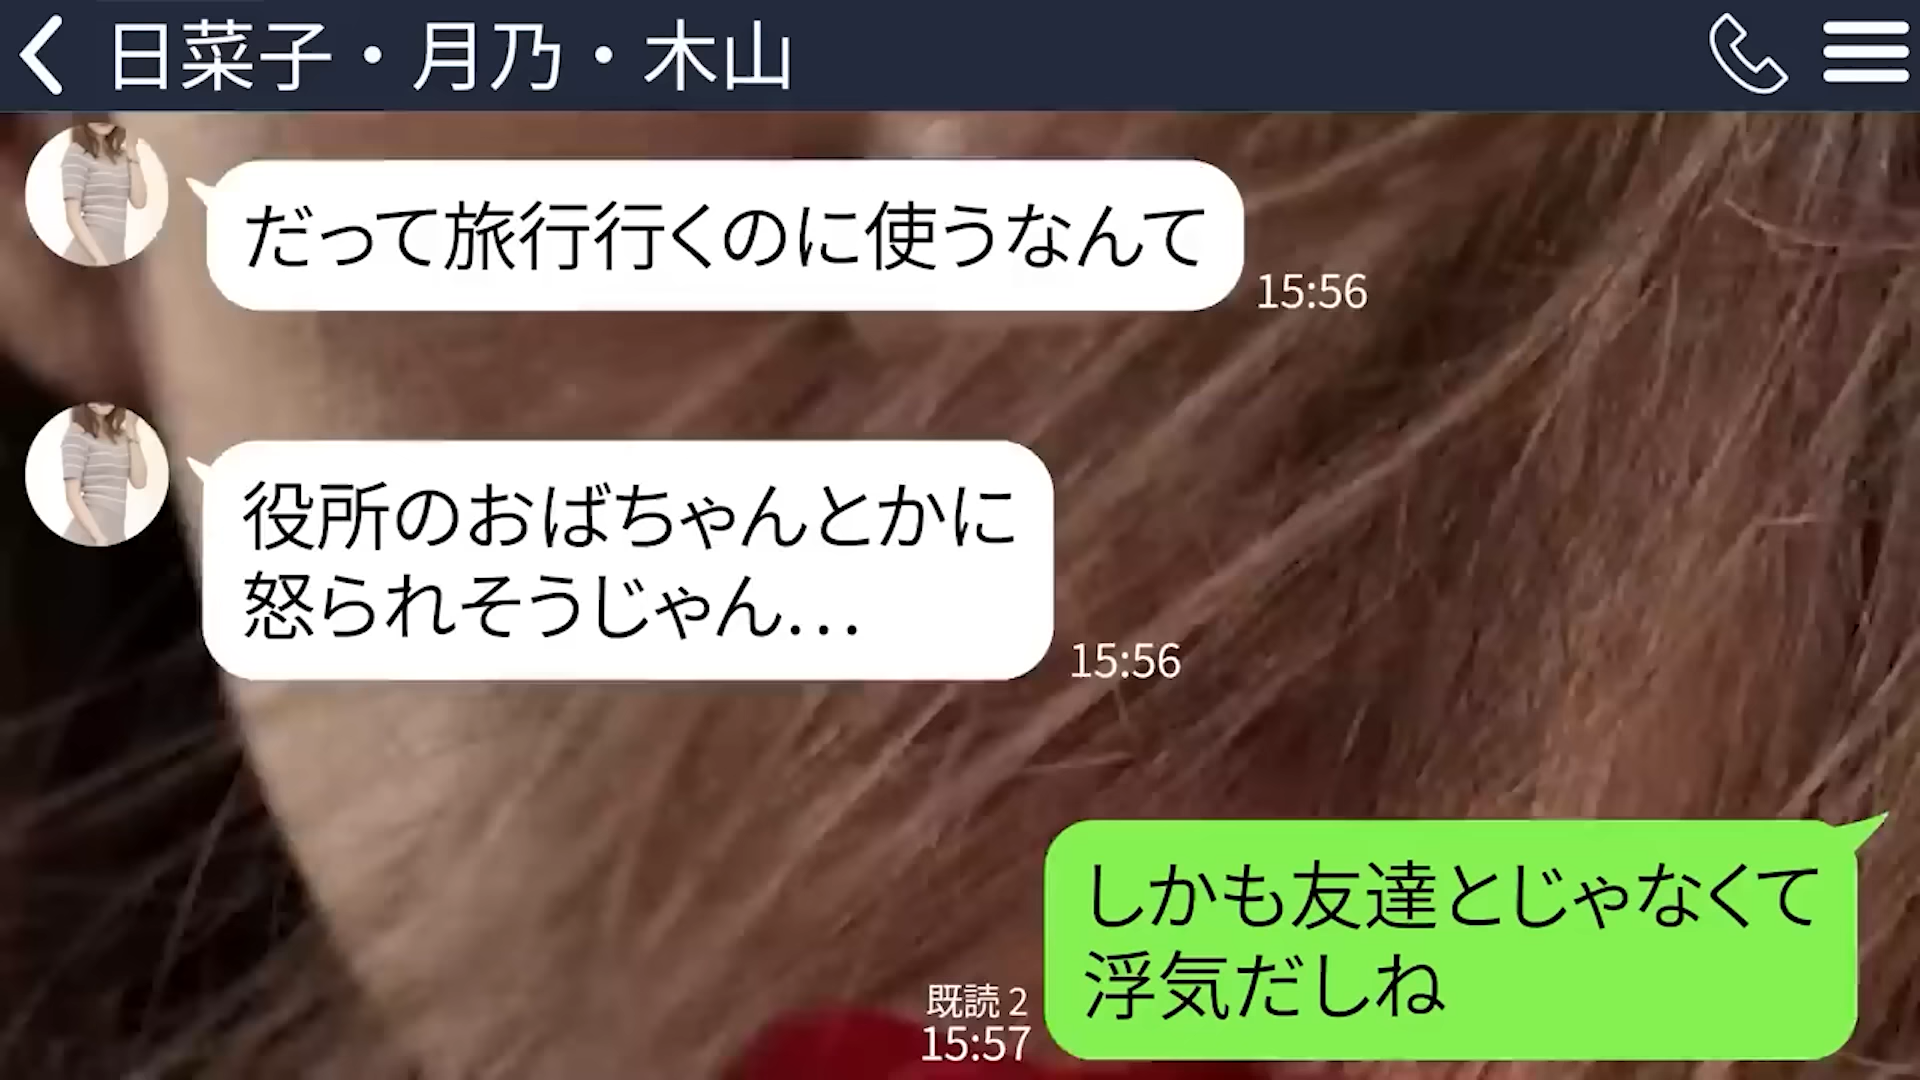 日菜子・月乃・木山
だって旅行行くのに使うなんて
15:56
役所のおばちゃんとかに
怒られそうじゃん…
15:56
しかも友達とじゃなくて
浮気だしね
既読 2
15:57